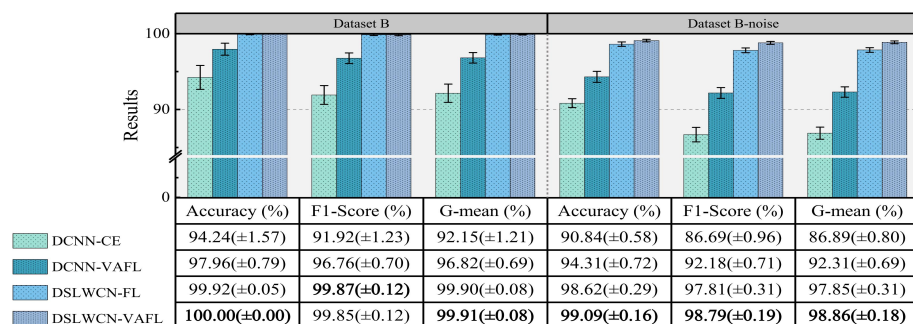 Dataset B Dataset B-noise
100
90
0
Results
Accuracy (%) F1-Score (%) G-mean (%) Accuracy (%) F1-Score (%) G-mean (%)
DCNN-CE 94.24(±1.57) 91.92(±1.23) 92.15(±1.21) 90.84(±0.58) 86.69(±0.96) 86.89(±0.80)
DCNN-VAFL 97.96(±0.79) 96.76(±0.70) 96.82(±0.69) 94.31(±0.72) 92.18(±0.71) 92.31(±0.69)
DSLWCN-FL 99.92(±0.05) 99.87(±0.12) 99.90(±0.08) 98.62(±0.29) 97.81(±0.31) 97.85(±0.31)
DSLWCN-VAFL 100.00(±0.00) 99.85(±0.12) 99.91(±0.08) 99.09(±0.16) 98.79(±0.19) 98.86(±0.18)